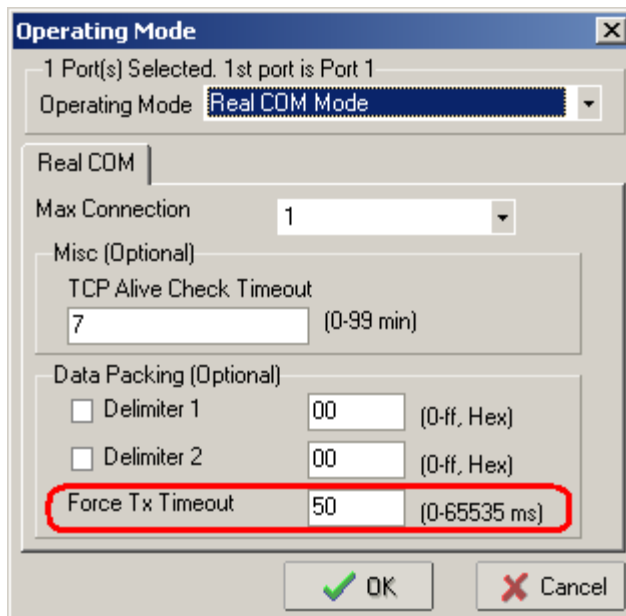 Operating Mode
1 Port(s) Selected. 1st port is Port 1
Operating Mode Real COM Mode
Real COM
Max Connection 1
Misc (Optional)
TCP Alive Check Timeout
7 (0-99 min)
Data Packing (Optional)
Delimiter 1 00 (0-ff, Hex)
Delimiter 2 00 (0-ff, Hex)
Force Tx Timeout 50 (0-65535 ms)
OK Cancel